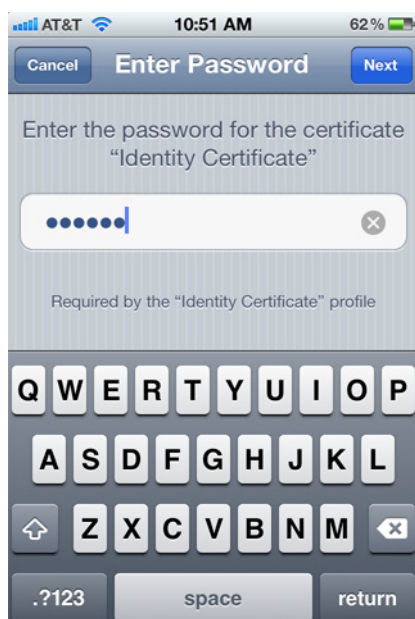 AT&T 10:51 AM 62%
Cancel Enter Password Next
Enter the password for the certificate
“Identity Certificate”
••••••
Required by the “Identity Certificate” profile
Q W E R T Y U I O P
A S D F G H J K L
Z X C V B N M
.?123 space return